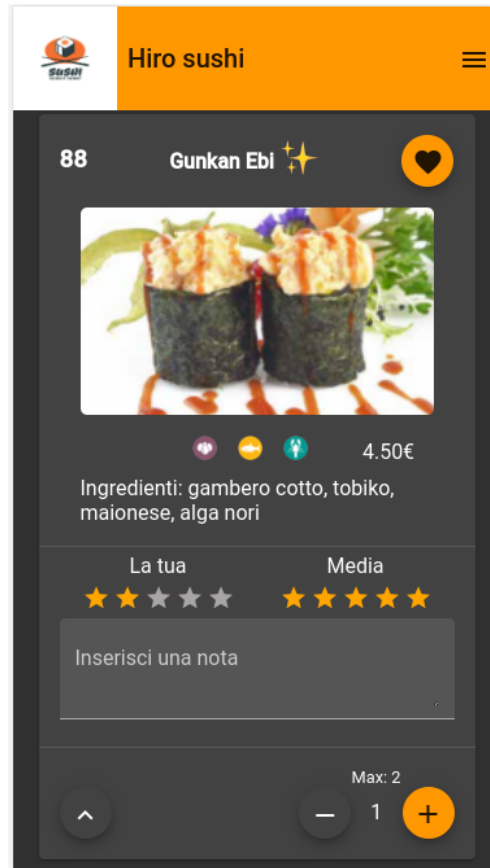 SUSHI
Hiro sushi
88
Gunkan Ebi
4.50€
Ingredienti: gambero cotto, tobiko,
maionese, alga nori
La tua
Media
Inserisci una nota
Max: 2
1